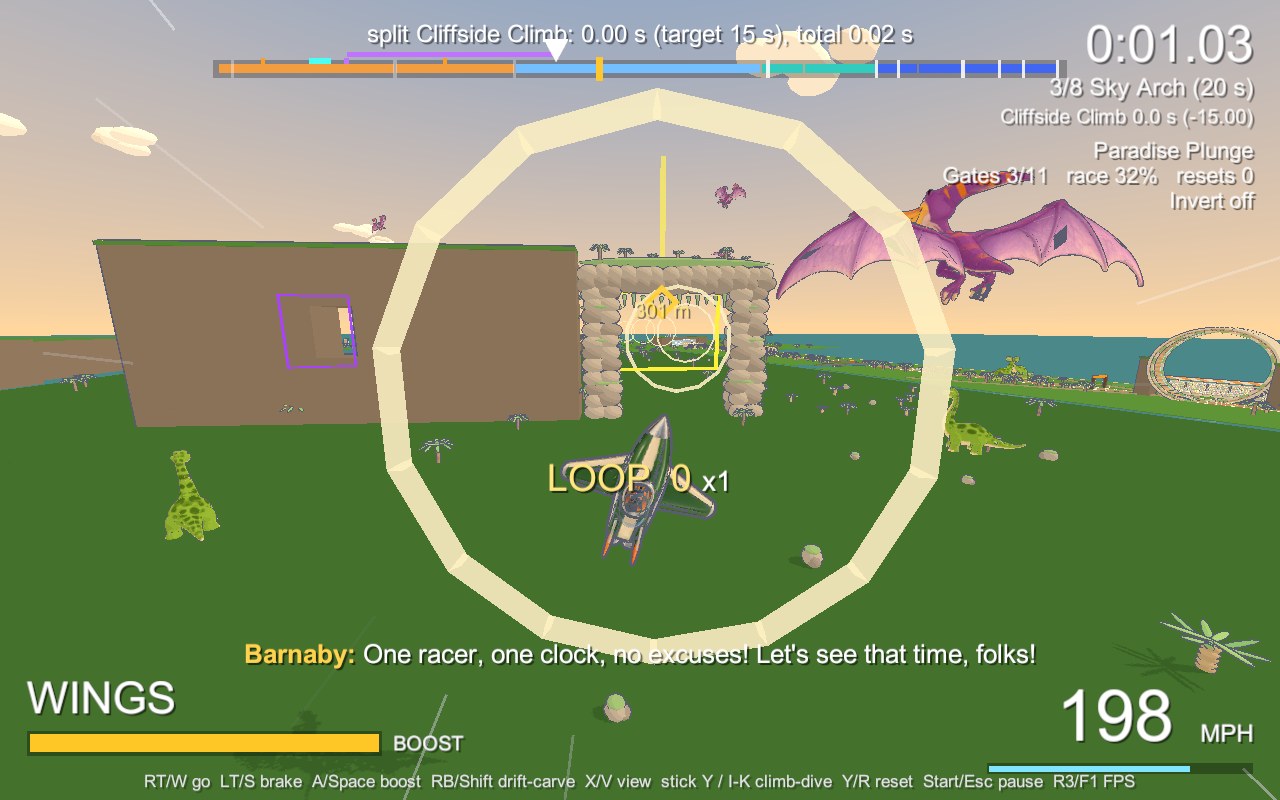 split Cliffside Climb: 0.00 s (target 15 s), total 0.02 s
0:01.03
3/8 Sky Arch (20 s)
Cliffside Climb 0.0 s (-15.00)
Paradise Plunge
Gates 3/11 race 32% resets 0
Invert off
301 m
LOOP 0 x1
Barnaby: One racer, one clock, no excuses! Let's see that time, folks!
WINGS
BOOST
198 MPH
RT/W go LT/S brake A/Space boost RB/Shift drift-carve X/V view stick Y / I-K climb-dive Y/R reset Start/Esc pause R3/F1 FPS